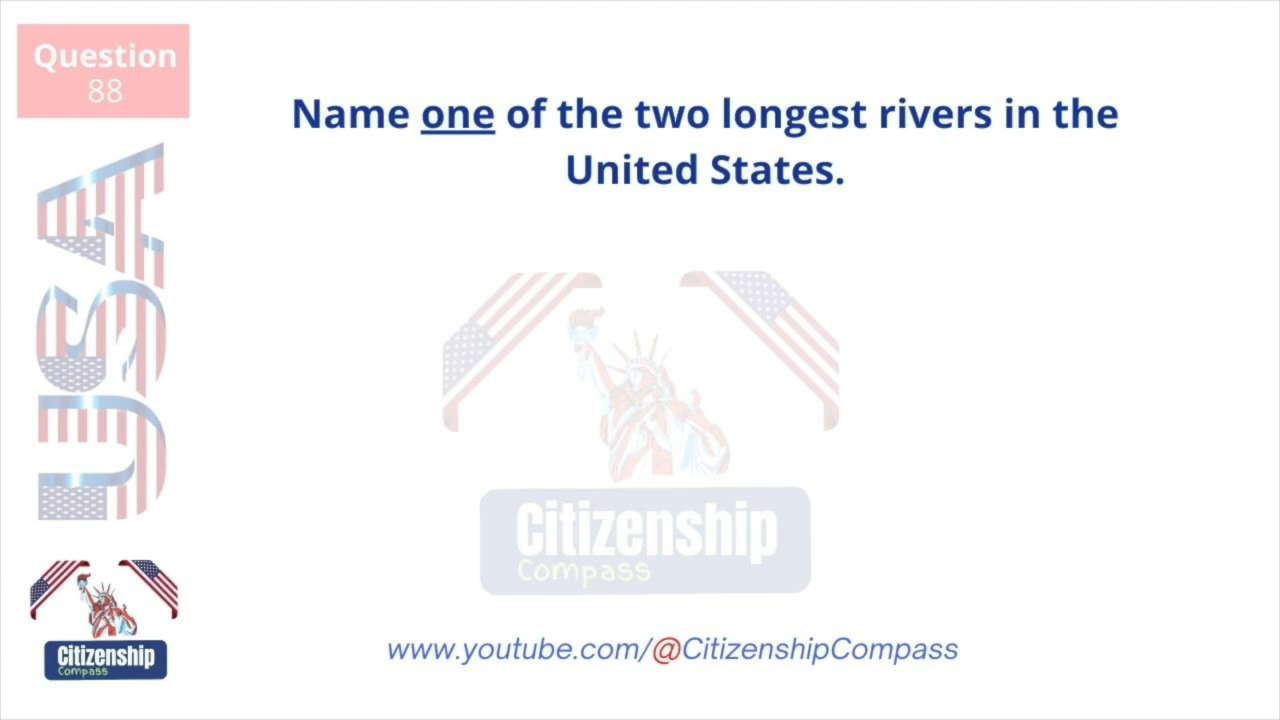 Question
88
Name one of the two longest rivers in the
United States.
USA
Citizenship
Compass
Citizenship
Compass
www.youtube.com/@CitizenshipCompass